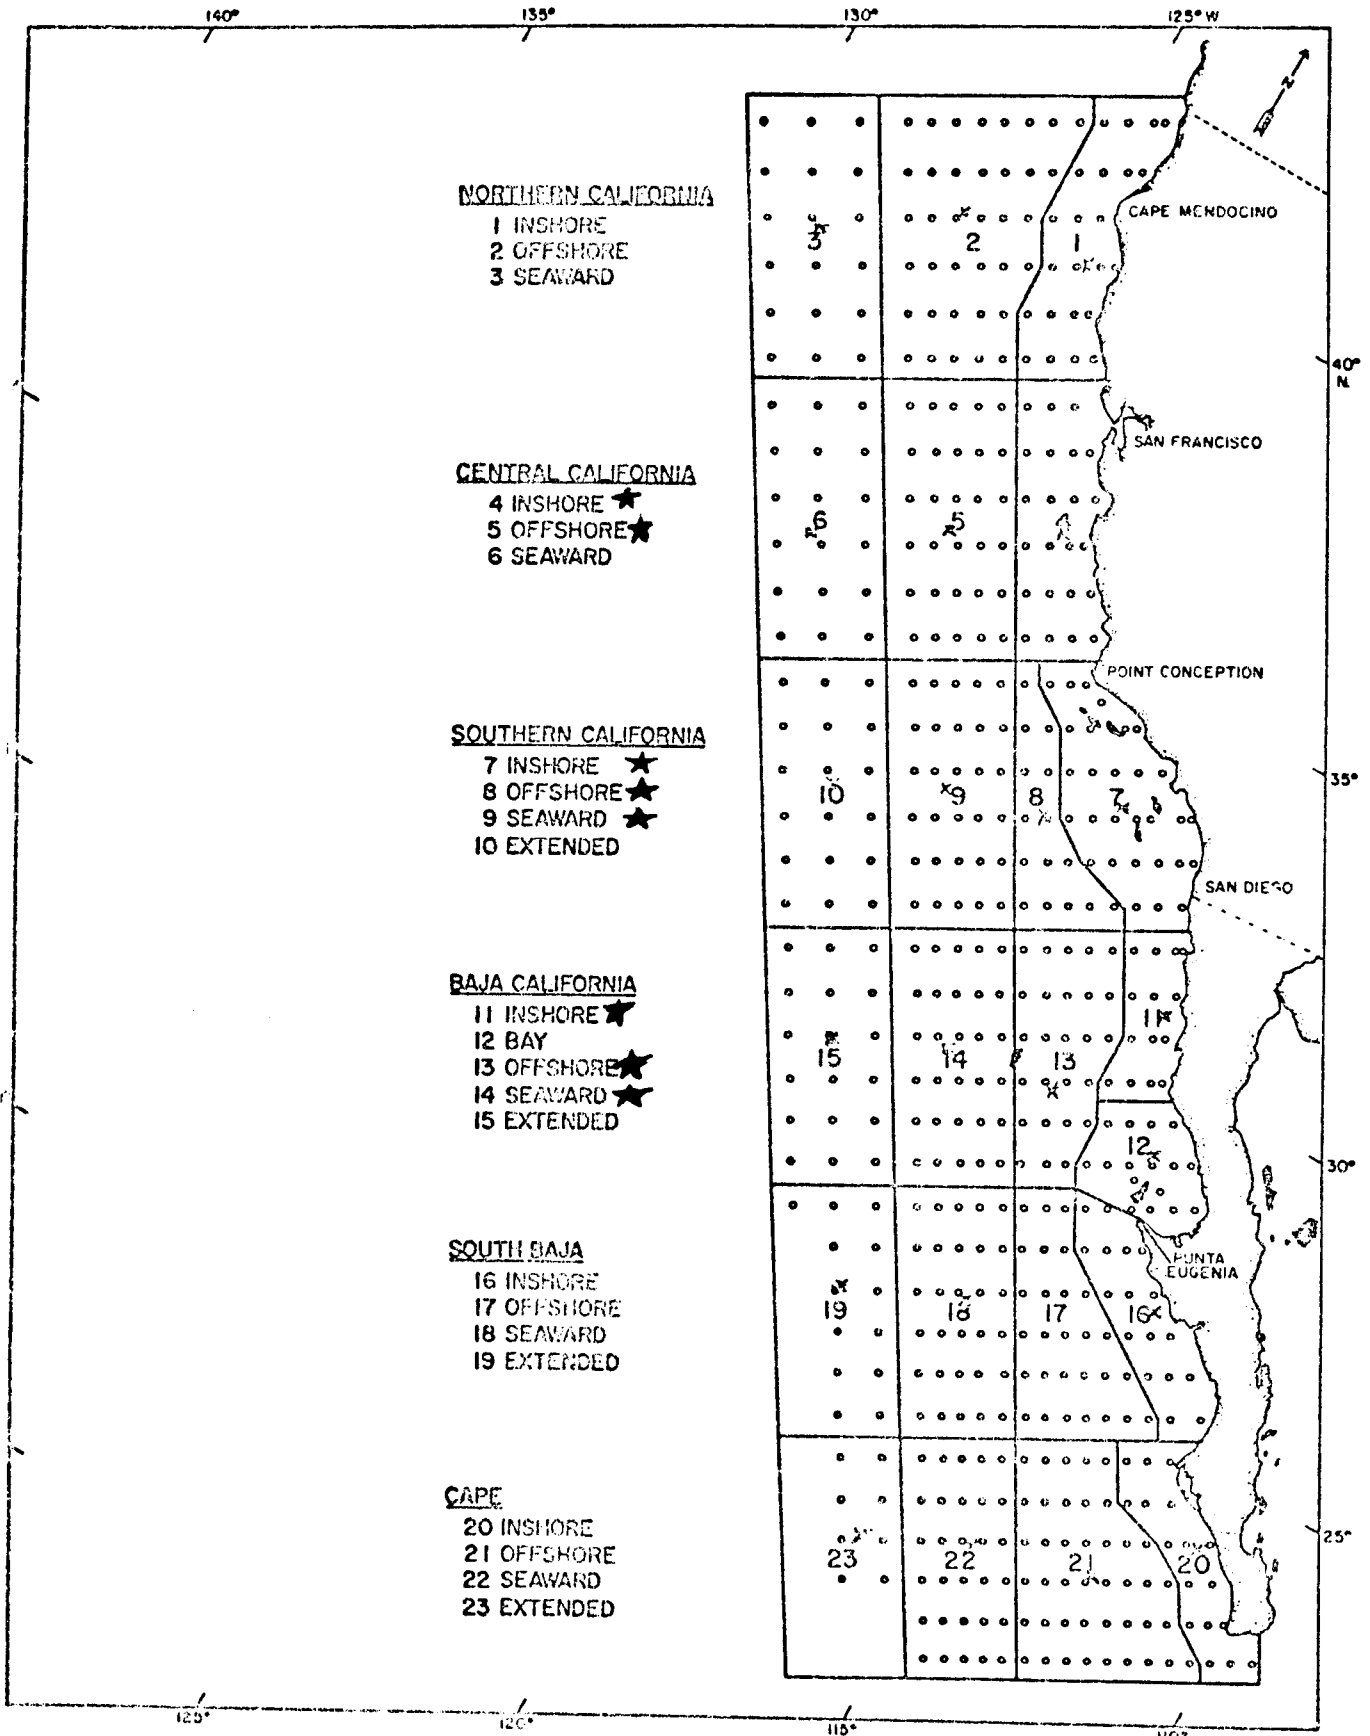 140° 135° 130° 125° W
N
NORTHERN CALIFORNIA
1 INSHORE
2 OFFSHORE
3 SEAWARD
CAPE MENDOCINO
3 2 1
40°
N.
SAN FRANCISCO
CENTRAL CALIFORNIA
4 INSHORE ★
5 OFFSHORE ★
6 SEAWARD
6 5 4
POINT CONCEPTION
SOUTHERN CALIFORNIA
7 INSHORE ★
8 OFFSHORE ★
9 SEAWARD ★
10 EXTENDED
35°
10 9 8 7
SAN DIEGO
BAJA CALIFORNIA
11 INSHORE ★
12 BAY
13 OFFSHORE ★
14 SEAWARD ★
15 EXTENDED
11
15 14 13
12
30°
SOUTH BAJA
16 INSHORE
17 OFFSHORE
18 SEAWARD
19 EXTENDED
PUNTA
EUGENIA
19 18 17 16
CAPE
20 INSHORE
21 OFFSHORE
22 SEAWARD
23 EXTENDED
25°
23 22 21 20
125° 120° 115° 110°